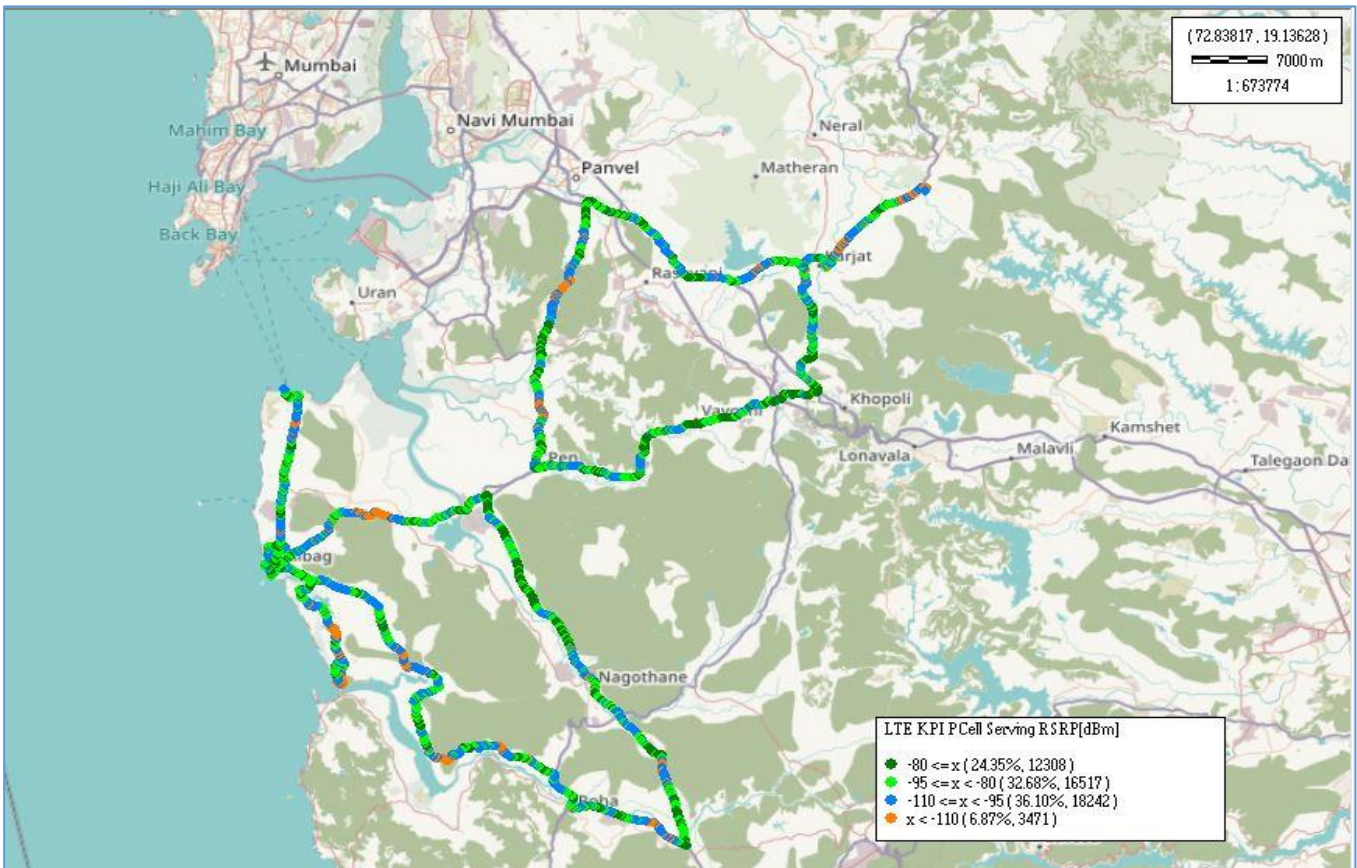 (72.83817, 19.13628)
7000 m
1:673774
Mumbai
Navi Mumbai
Mahim Bay
Neral
Panvel
Matheran
Haji Ali Bay
Back Bay
Karjat
Uran
Khopoli
Kamshet
Lonavala
Malavli
Talegaon Da
Pen
Nagothane
Roha
LTE KPI PCell Serving RSRP[dBm]
-80 <= x ( 24.35%, 12308 )
-95 <= x < -80 ( 32.68%, 16517 )
-110 <= x < -95 ( 36.10%, 18242 )
x < -110 ( 6.87%, 3471 )